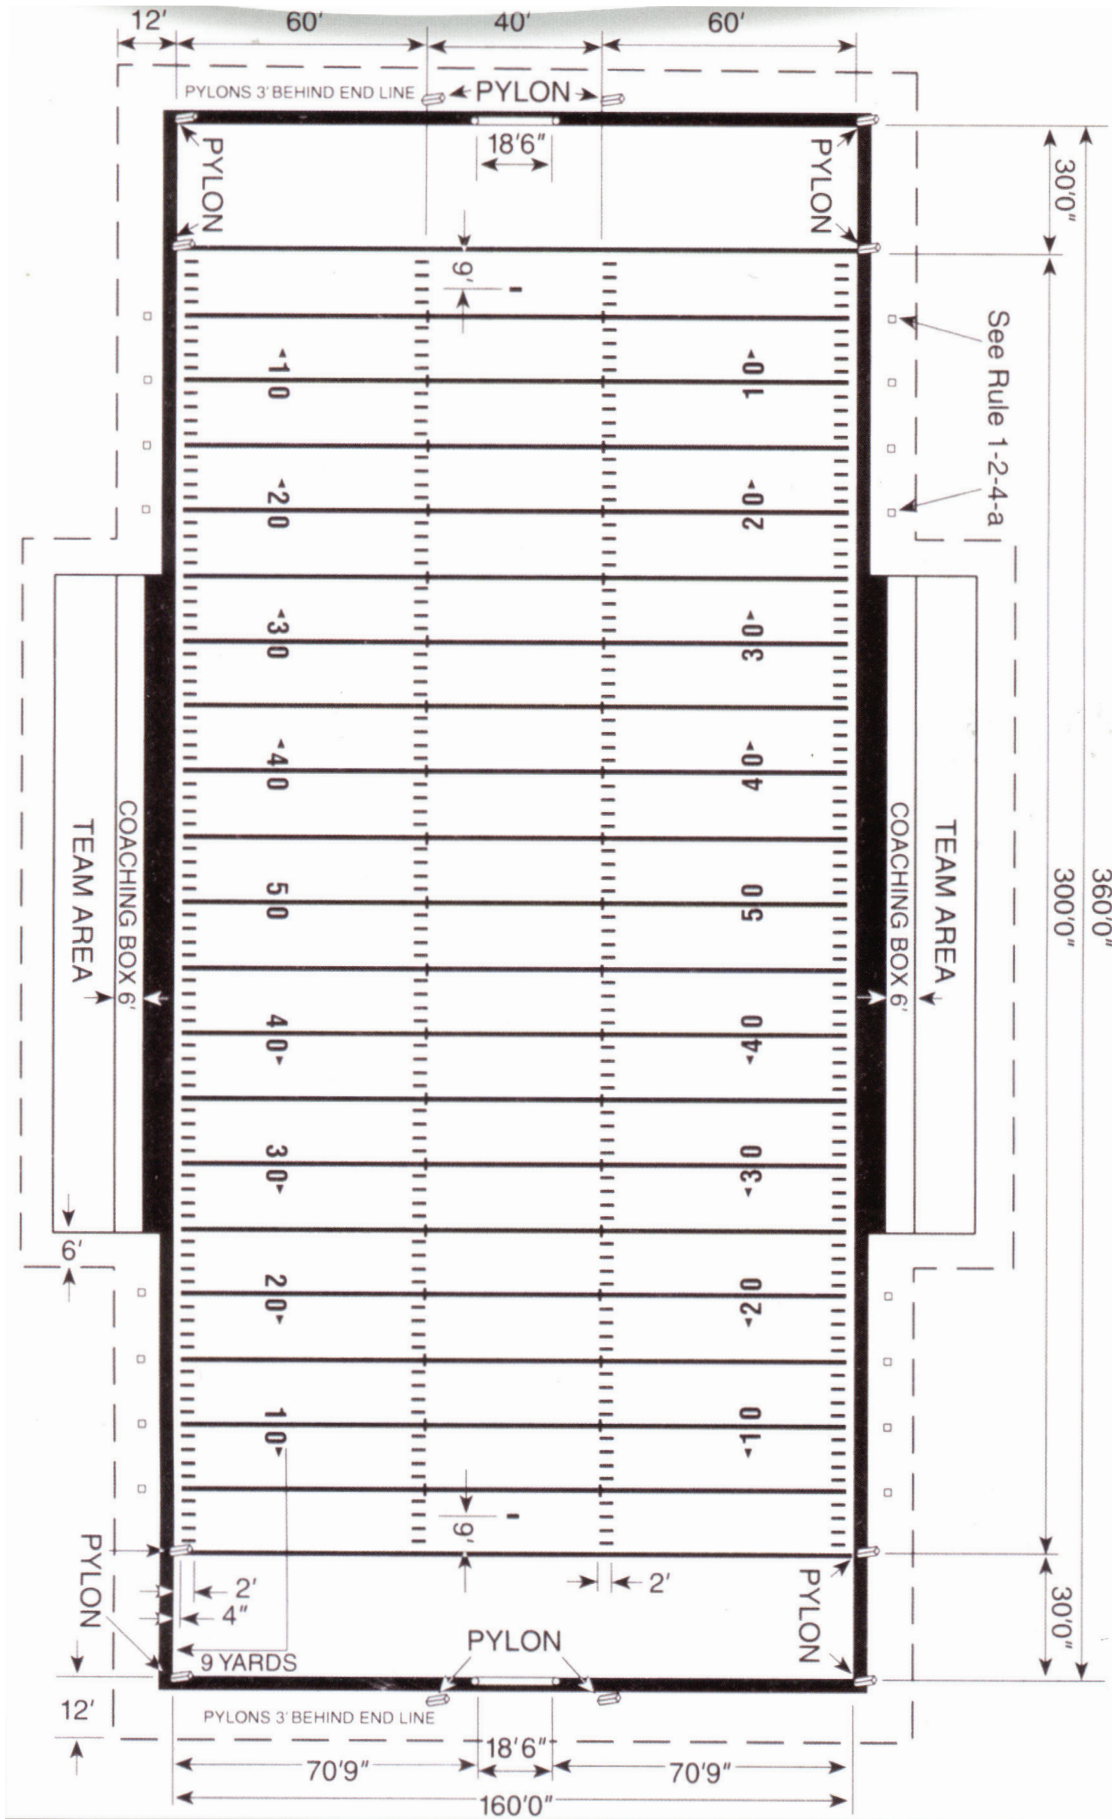 12' 60' 40' 60'
PYLONS 3' BEHIND END LINE
PYLON
18'6"
PYLON
PYLON
30'0"
9'
See Rule 1-2-4-a
10 10
20 20
30 30
40 40
360'0"
300'0"
TEAM AREA
COACHING BOX 6'
50 50
COACHING BOX 6'
TEAM AREA
40 40
30 30
6'
20 20
10 10
9'
PYLON
2'
2'
PYLON
30'0"
4"
PYLON
9 YARDS
12'
PYLONS 3' BEHIND END LINE
18'6"
70'9" 70'9"
160'0"